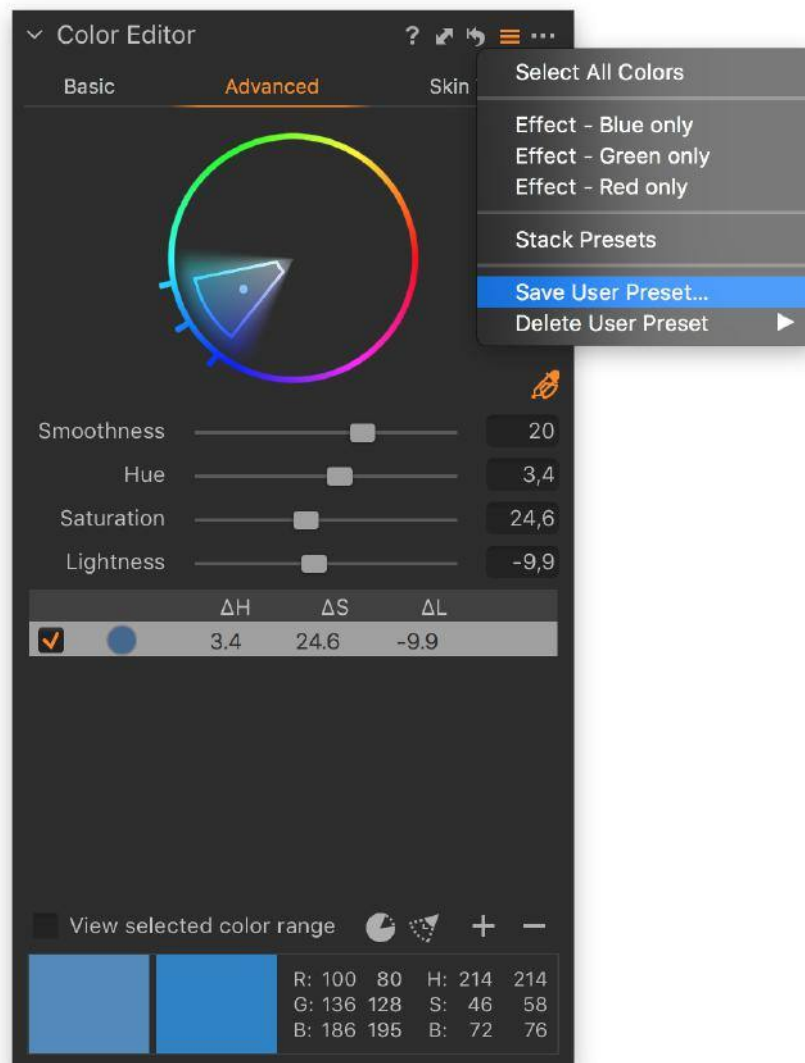 Color Editor
?
Basic Advanced Skin
Select All Colors
Effect - Blue only
Effect - Green only
Effect - Red only
Stack Presets
Save User Preset...
Delete User Preset
Smoothness 20
Hue 3,4
Saturation 24,6
Lightness -9,9
ΔH ΔS ΔL
3.4 24.6 -9.9
View selected color range
R: 100 80 H: 214 214
G: 136 128 S: 46 58
B: 186 195 B: 72 76